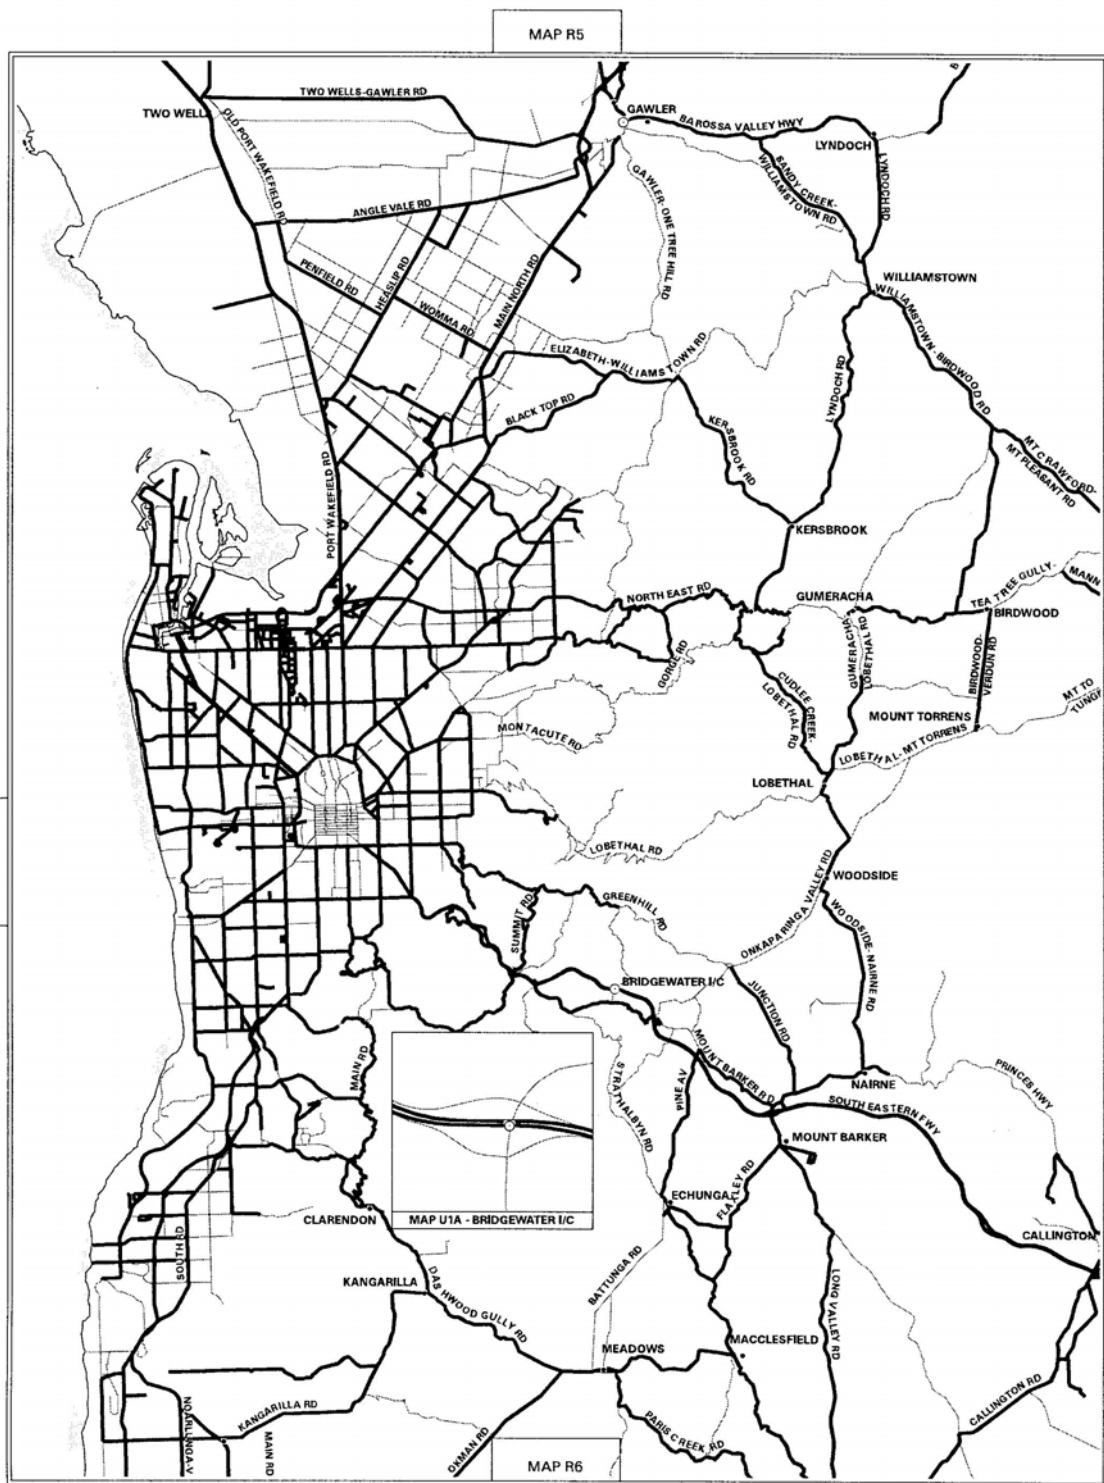 MAP R5
TWO WELLS-GAWLER RD
TWO WELLS
GAWLER
BAROSSA VALLEY HWY
OLD PORT WAKEFIELD RD
LYNDOCH
SANDY CREEK-
WILLIAMSTOWN RD
LYNDOCH RD
GAWLER-ONE TREE HILL RD
ANGLE VALE RD
PENFIELD RD
HEASLIP RD
MAIN NORTH RD
WOMMA RD
WILLIAMSTOWN
WILLIAMSTOWN-BIRDWOOD RD
ELIZABETH-WILLIAMSTOWN RD
BLACK TOP RD
KERSBROOK RD
LYNDOCH RD
MT CRAWFORD-
MT PLEASANT RD
PORT WAKEFIELD RD
KERSBROOK
NORTH EAST RD
GUMERACHA
TEA TREE GULLY-
MANN
BIRDWOOD
GUMERACHA
LOBETHAL RD
BIRDWOOD-
VERDUN RD
GORGE RD
CUDLEE CREEK-
LOBETHAL RD
MT TO
TUNG
MOUNT TORRENS
MONTACUTE RD
LOBETHAL-MT TORRENS
LOBETHAL
LOBETHAL RD
WOODSIDE
ONKAPARINGA VALLEY RD
GREENHILL RD
SUMMIT RD
WOODSIDE-NAIRNE RD
BRIDGEWATER I/C
JUNCTION RD
MOUNT BARKER RD
MAIN RD
STRATHALBYN RD
PINE AV
NAIRNE
PRINCES HWY
SOUTH EASTERN FWY
MOUNT BARKER
ECHUNGA
FLAXLEY RD
CLARENDON
MAP U1A - BRIDGEWATER I/C
CALLINGTON
SOUTH RD
KANGARILLA
DASHWOOD GULLY RD
BATTUNGA RD
LONG VALLEY RD
MACCLESFIELD
MEADOWS
CALLINGTON RD
KANGARILLA RD
NOARLUNGA-V
MAIN RD
PARIS CREEK RD
MAP R6